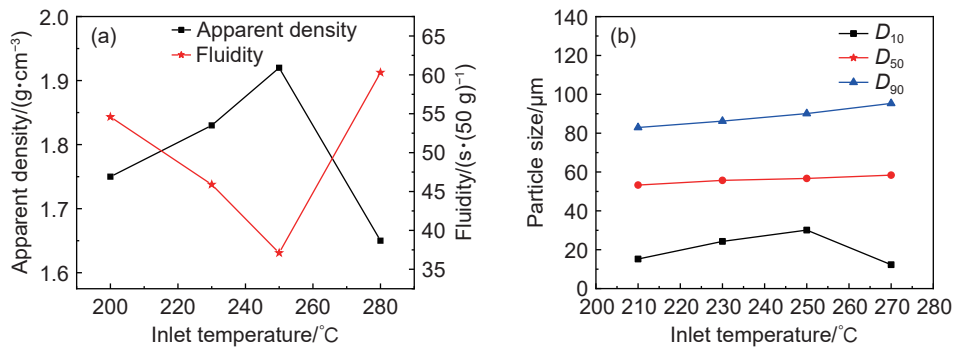 (a)
Apparent density
Fluidity
Apparent density/(g·cm⁻³)
2.0
1.9
1.8
1.7
1.6
Fluidity/(s·(50 g)⁻¹)
65
60
55
50
45
40
35
200 220 240 260 280
Inlet temperature/°C
(b)
D₁₀
D₅₀
D₉₀
Particle size/μm
140
120
100
80
60
40
20
0
200 210 220 230 240 250 260 270 280
Inlet temperature/°C